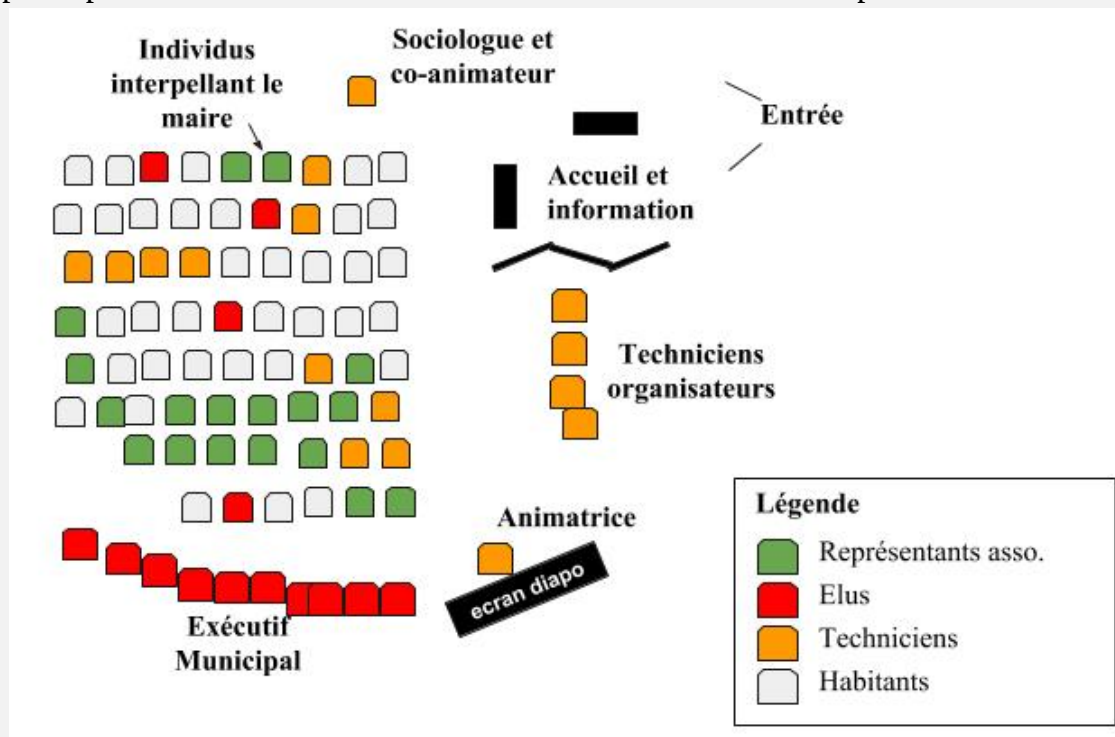 Sociologue et
co-animateur
Individus
interpellant le
maire
Entrée
Accueil et
information
Techniciens
organisateurs
Animatrice
ecran diapo
Exécutif
Municipal
Légende
Représentants asso.
Elus
Techniciens
Habitants